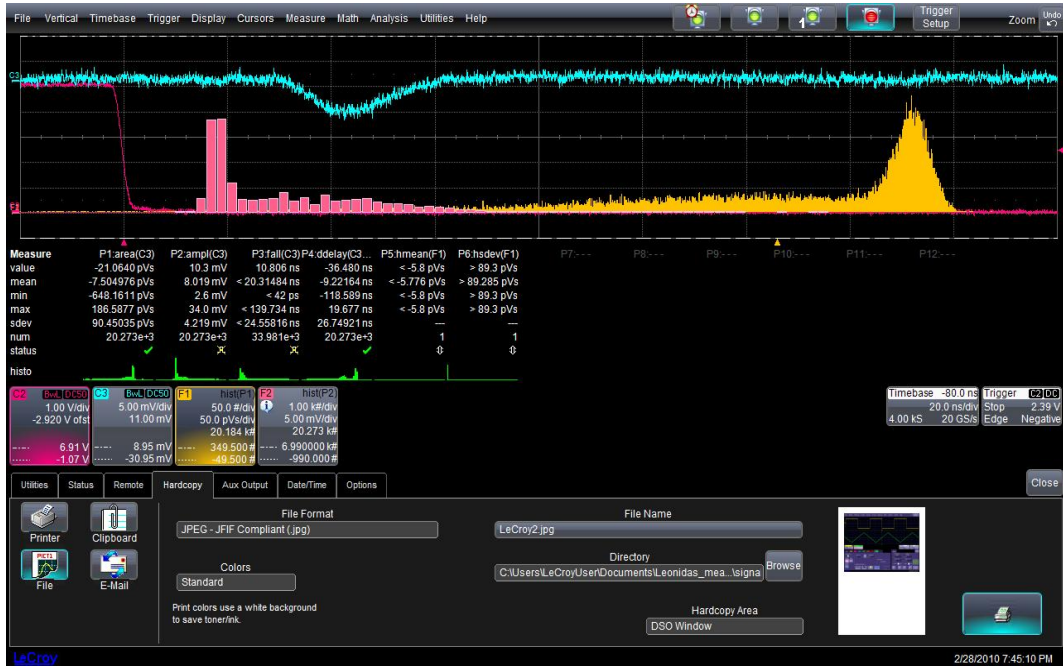 File Vertical Timebase Trigger Display Cursors Measure Math Analysis Utilities Help
1
Trigger Setup
Zoom Undo
C3
F1
Measure P1:area(C3) P2:ampl(C3) P3:fall(C3) P4:ddelay(C3... P5:hmean(F1) P6:hsdev(F1) P7:--- P8:--- P9:--- P10:--- P11:--- P12:---
value -21.0640 pVs 10.3 mV 10.806 ns -36.480 ns < -5.8 pVs > 89.3 pVs
mean -7.504976 pVs 8.019 mV < 20.31484 ns -9.22164 ns < -5.776 pVs > 89.285 pVs
min -648.1611 pVs 2.6 mV < 42 ps -118.589 ns < -5.8 pVs > 89.3 pVs
max 186.5877 pVs 34.0 mV < 139.734 ns 19.677 ns < -5.8 pVs > 89.3 pVs
sdev 90.45035 pVs 4.219 mV < 24.55816 ns 26.74921 ns --- ---
num 20.273e+3 20.273e+3 33.981e+3 20.273e+3 1 1
status
histo
C2 BwL DC50 C3 BwL DC50 F1 hist(P1) F2 hist(P2) Timebase -80.0 ns Trigger C2 DC
1.00 V/div 5.00 mV/div 50.0 #/div 1.00 k#/div 20.0 ns/div Stop 2.39 V
-2.920 V ofst 11.00 mV 50.0 pVs/div 5.00 mV/div 4.00 kS 20 GS/s Edge Negative
20.184 k# 20.273 k#
6.91 V 8.95 mV 349.500 # 6.990000 k#
-1.07 V -30.95 mV -49.500 # -990.000 #
Utilities Status Remote Hardcopy Aux Output Date/Time Options Close
Printer Clipboard
File E-Mail
File Format
JPEG - JFIF Compliant (.jpg)
Colors
Standard
Print colors use a white background
to save toner/ink.
File Name
LeCroy2.jpg
Directory
C:\Users\LeCroyUser\Documents\Leonidas_mea...\signa Browse
Hardcopy Area
DSO Window
LeCroy 2/28/2010 7:45:10 PM